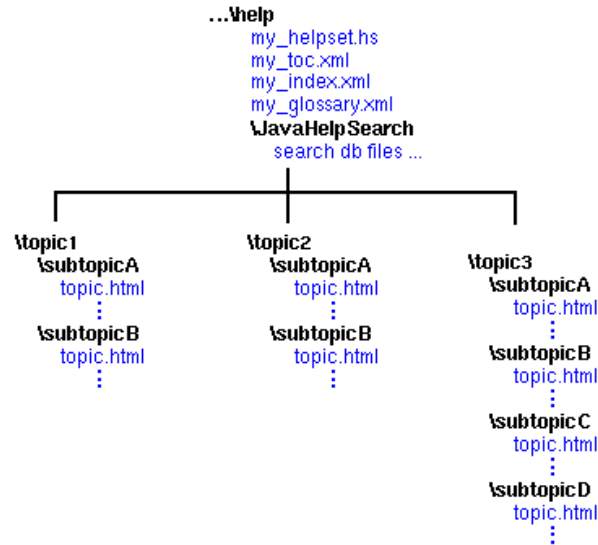 ...\help
my_helpset.hs
my_toc.xml
my_index.xml
my_glossary.xml
\JavaHelpSearch
search db files ...
\topic1
\subtopicA
topic.html
\subtopicB
topic.html
\topic2
\subtopicA
topic.html
\subtopicB
topic.html
\topic3
\subtopicA
topic.html
\subtopicB
topic.html
\subtopicC
topic.html
\subtopicD
topic.html